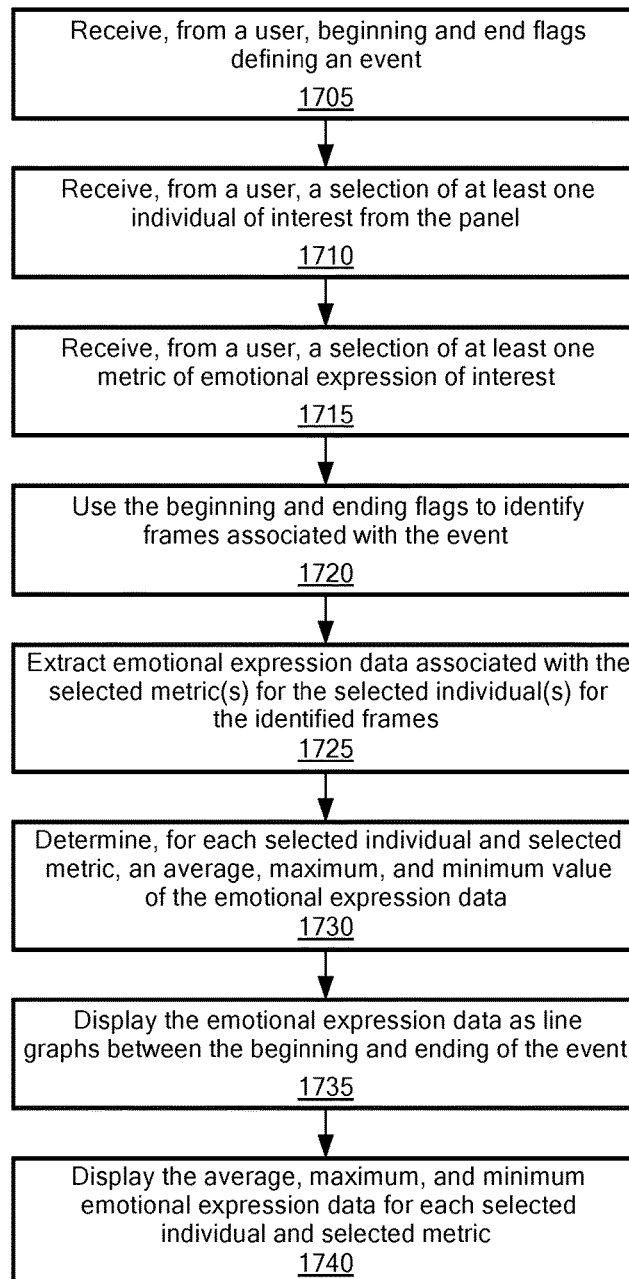 Receive, from a user, beginning and end flags
defining an event
1705
Receive, from a user, a selection of at least one
individual of interest from the panel
1710
Receive, from a user, a selection of at least one
metric of emotional expression of interest
1715
Use the beginning and ending flags to identify
frames associated with the event
1720
Extract emotional expression data associated with the
selected metric(s) for the selected individual(s) for
the identified frames
1725
Determine, for each selected individual and selected
metric, an average, maximum, and minimum value
of the emotional expression data
1730
Display the emotional expression data as line
graphs between the beginning and ending of the event
1735
Display the average, maximum, and minimum
emotional expression data for each selected
individual and selected metric
1740